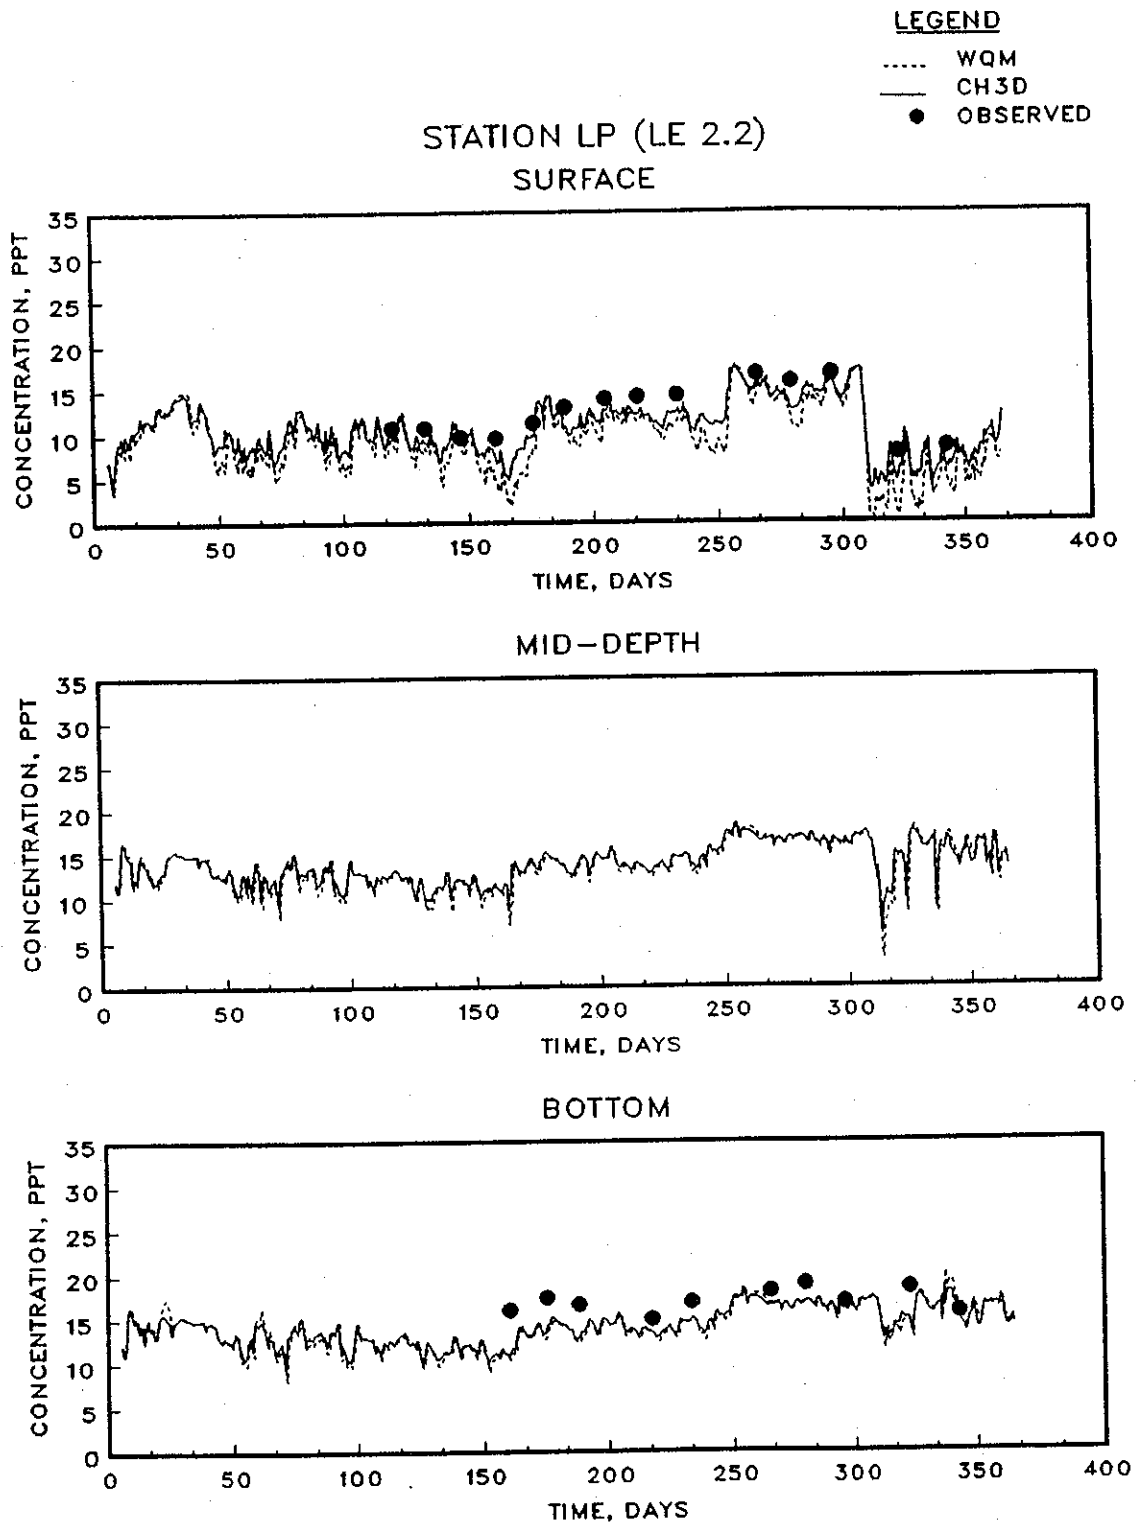 LEGEND
WQM
CH3D
OBSERVED
STATION LP (LE 2.2)
SURFACE
CONCENTRATION, PPT
35
30
25
20
15
10
5
0
0 50 100 150 200 250 300 350 400
TIME, DAYS
MID-DEPTH
CONCENTRATION, PPT
35
30
25
20
15
10
5
0
0 50 100 150 200 250 300 350 400
TIME, DAYS
BOTTOM
CONCENTRATION, PPT
35
30
25
20
15
10
5
0
0 50 100 150 200 250 300 350 400
TIME, DAYS